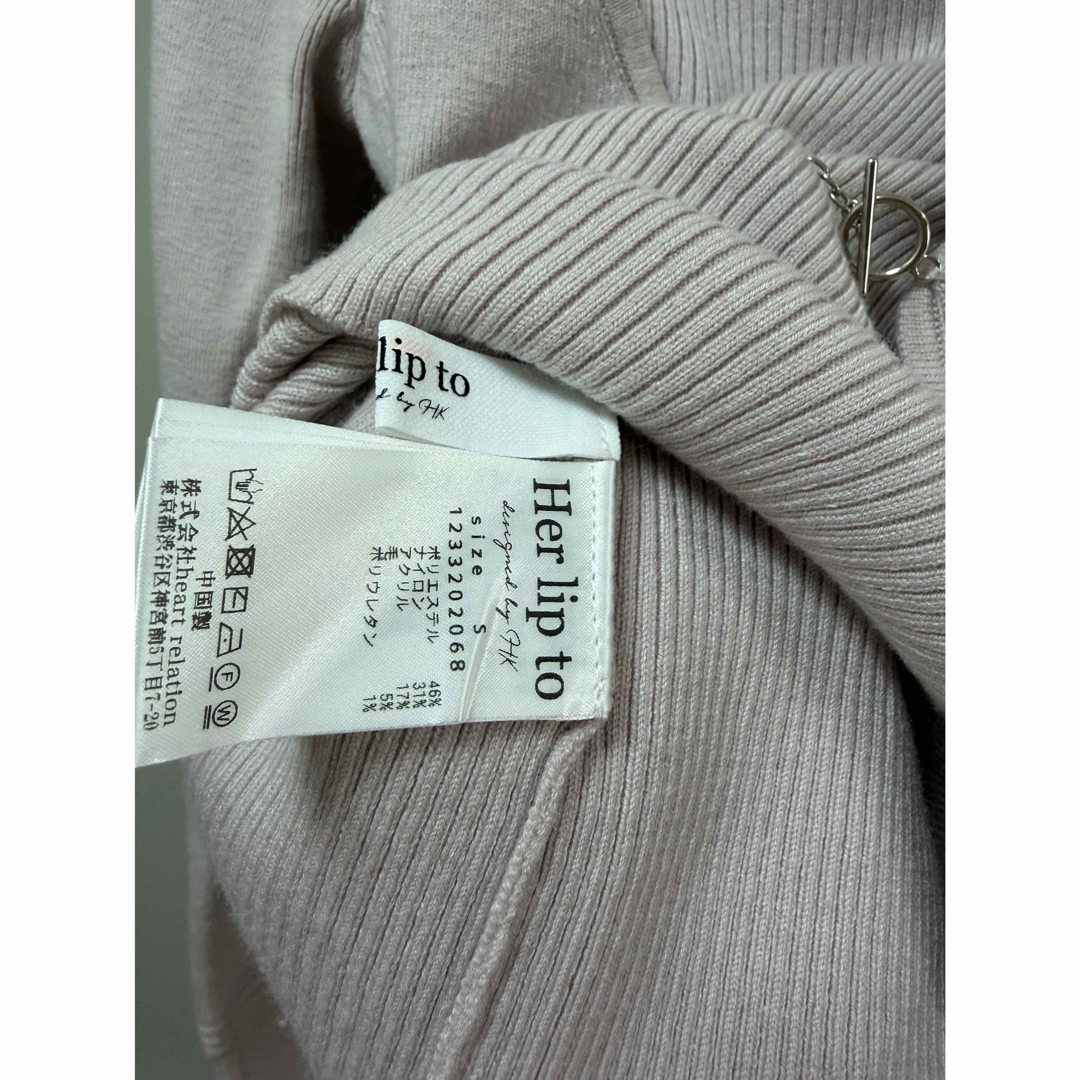 lip to
d by HK
Her lip to
designed by HK
size S
1233202068
ポリエステル 46%
ナイロン 31%
アクリル 17%
毛 5%
ポリウレタン 1%
F W
中国製
株式会社heart relation
東京都渋谷区神宮前5丁目7-20